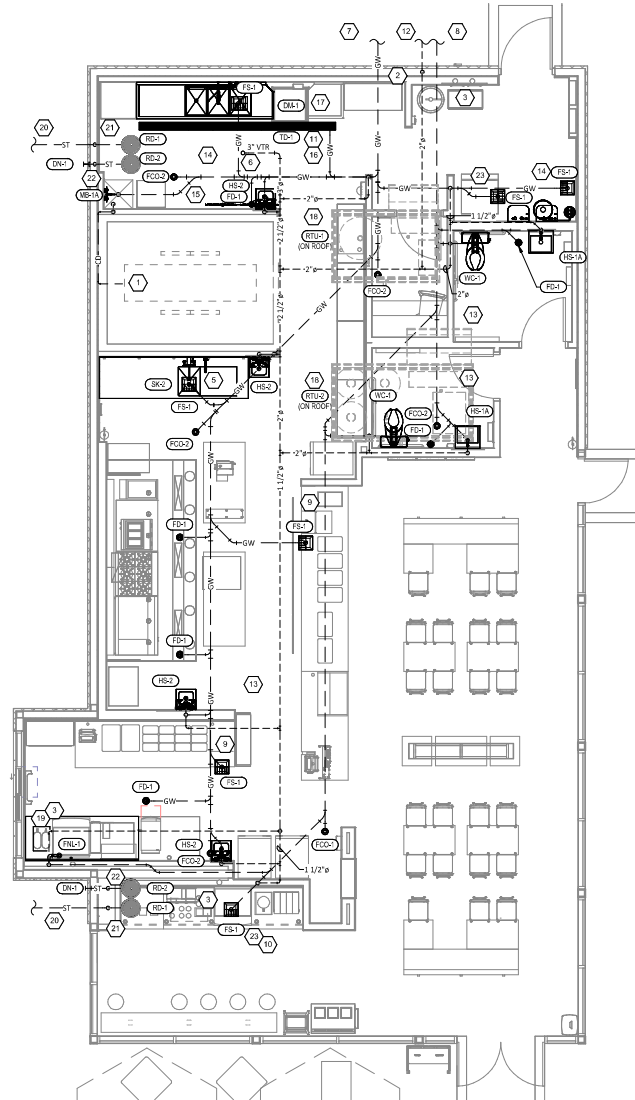 7
12
8
GW
2
FS-1
3
DM-1
17
20
21
ST
RD-1
TD-1
11
DN-1
RD-2
14
3" VTR
16
GW
GW
6
FCO-2
GW
GW
22
HS-2
23
14
FS-1
MB-1A
15
FD-1
GW
FS-1
2"ø
2"ø
18
1 1/2"ø
RTU-1
(ON ROOF)
2 1/2"ø
CD
2"ø
WC-1
HS-1A
1
FCO-2
FD-1
2"ø
GW
2 1/2"ø
13
SK-2
5
HS-2
18
WC-1
13
GW
RTU-2
(ON ROOF)
FS-1
FCO-2
HS-1A
FCO-2
FD-1
GW
2"ø
1 1/2"ø
9
FD-1
FS-1
GW
GW
FD-1
HS-2
13
GW
9
FD-1
FS-1
GW
GW
19
3
FNL-1
HS-2
FCO-1
FCO-2
1 1/2"ø
22
DN-1
ST
RD-2
3
20
ST
RD-1
21
FS-1
23
10